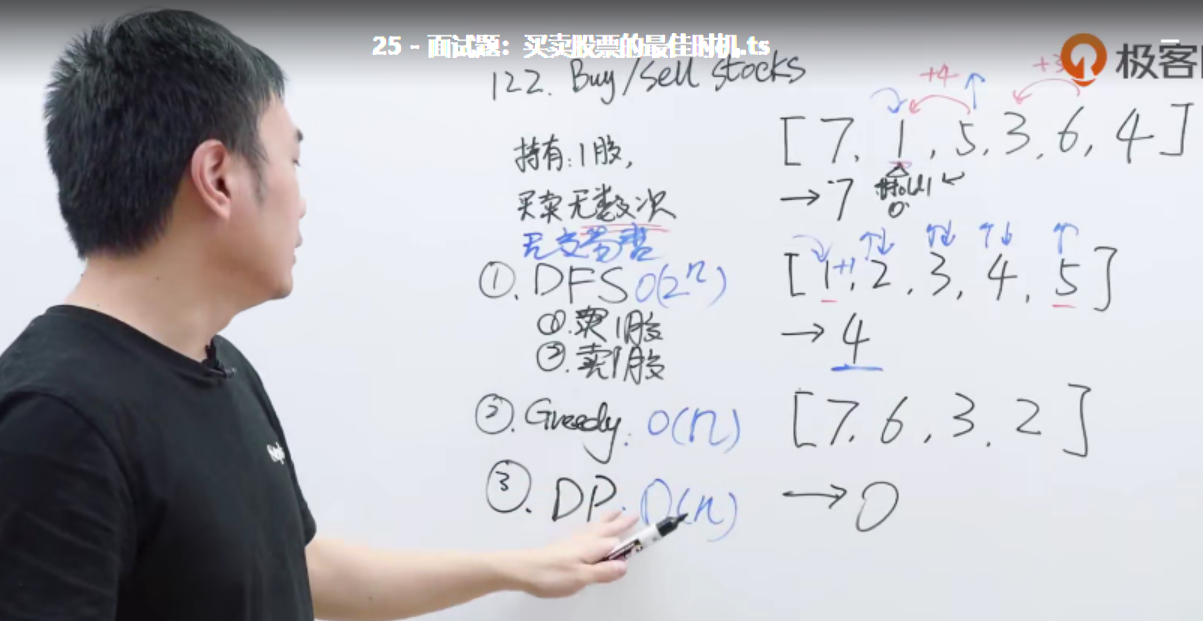 25 - 面试题：买卖股票的最佳时机.ts
极客
122. Buy/sell stocks
+4
+3
[7, 1, 5, 3, 6, 4]
持有:1股,
→7
买卖无数次
无交易费
[1, 2, 3, 4, 5]
+1
①. DFS O(2^n)
①. 买1股
→4
②. 卖1股
②. Greedy. O(n)
[7, 6, 3, 2]
③. DP. O(n)
→0